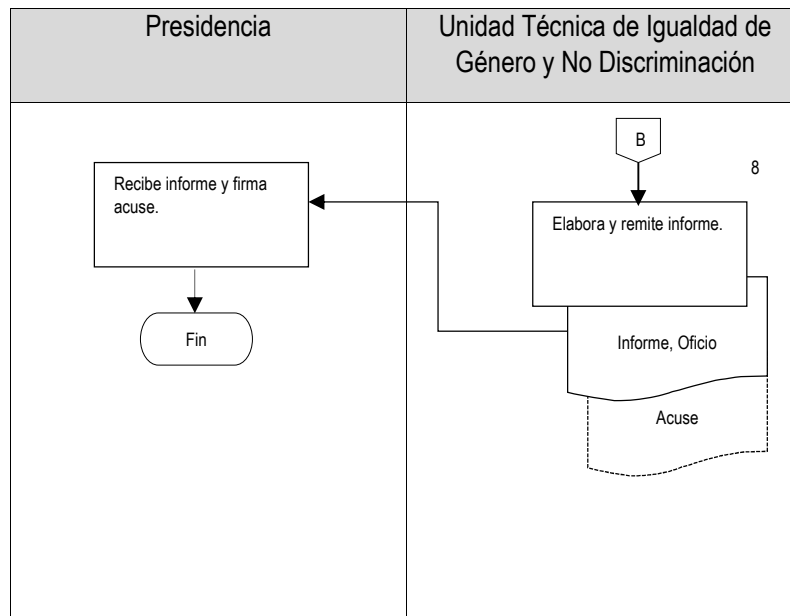 Presidencia
Unidad Técnica de Igualdad de
Género y No Discriminación
B
8
Recibe informe y firma
acuse.
Elabora y remite informe.
Fin
Informe, Oficio
Acuse